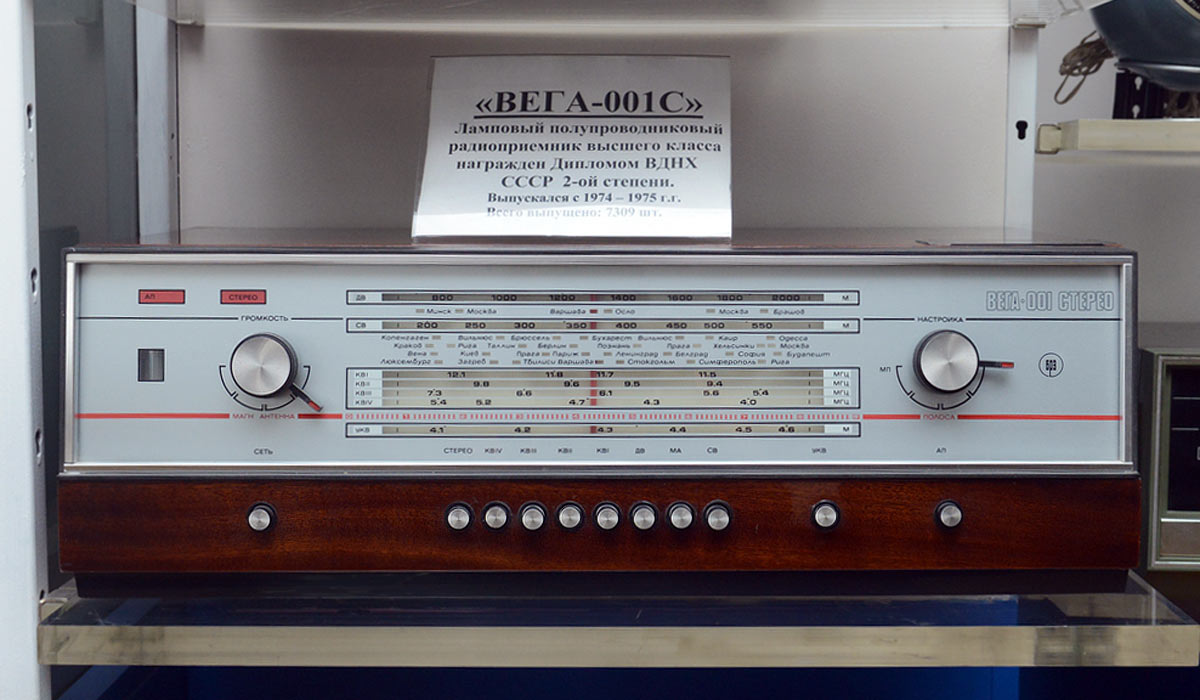 «ВЕГА-001С»
Ламповый полупроводниковый
радиоприемник высшего класса
награжден Дипломом ВДНХ
СССР 2-ой степени.
Выпускался с 1974 – 1975 г.г.
Всего выпущено: 7309 шт.
АП СТЕРЕО
ДВ 800 1000 1200 1400 1600 1800 2000 М
ВЕГА-001 СТЕРЕО
Минск Москва Варшава Осло Москва Брашов
ГРОМКОСТЬ
НАСТРОЙКА
СВ 200 250 300 350 400 450 500 550 М
Копенгаген Вильнюс Брюссель Бухарест Вильнюс Каир Одесса
Краков Рига Таллин Берлин Познань Прага Хельсинки Москва
Вена Киев Прага Париж Ленинград Белград София Будапешт
Люксембург Загреб Тбилиси Варшава Стокгольм Симферополь Рига
МП
КВI 12.1 11.8 11.7 11.5 МГЦ
КВII 9.8 9.6 9.5 9.4 МГЦ
КВIII 7.3 6.6 6.1 5.6 5.4 МГЦ
КВIV 5.4 5.2 4.7 4.3 4.0 МГЦ
МАГН АНТЕННА
ПОЛОСА
УКВ 4.1 4.2 4.3 4.4 4.5 4.6 М
СЕТЬ СТЕРЕО КВIV КВIII КВII КВI ДВ МА СВ УКВ АП